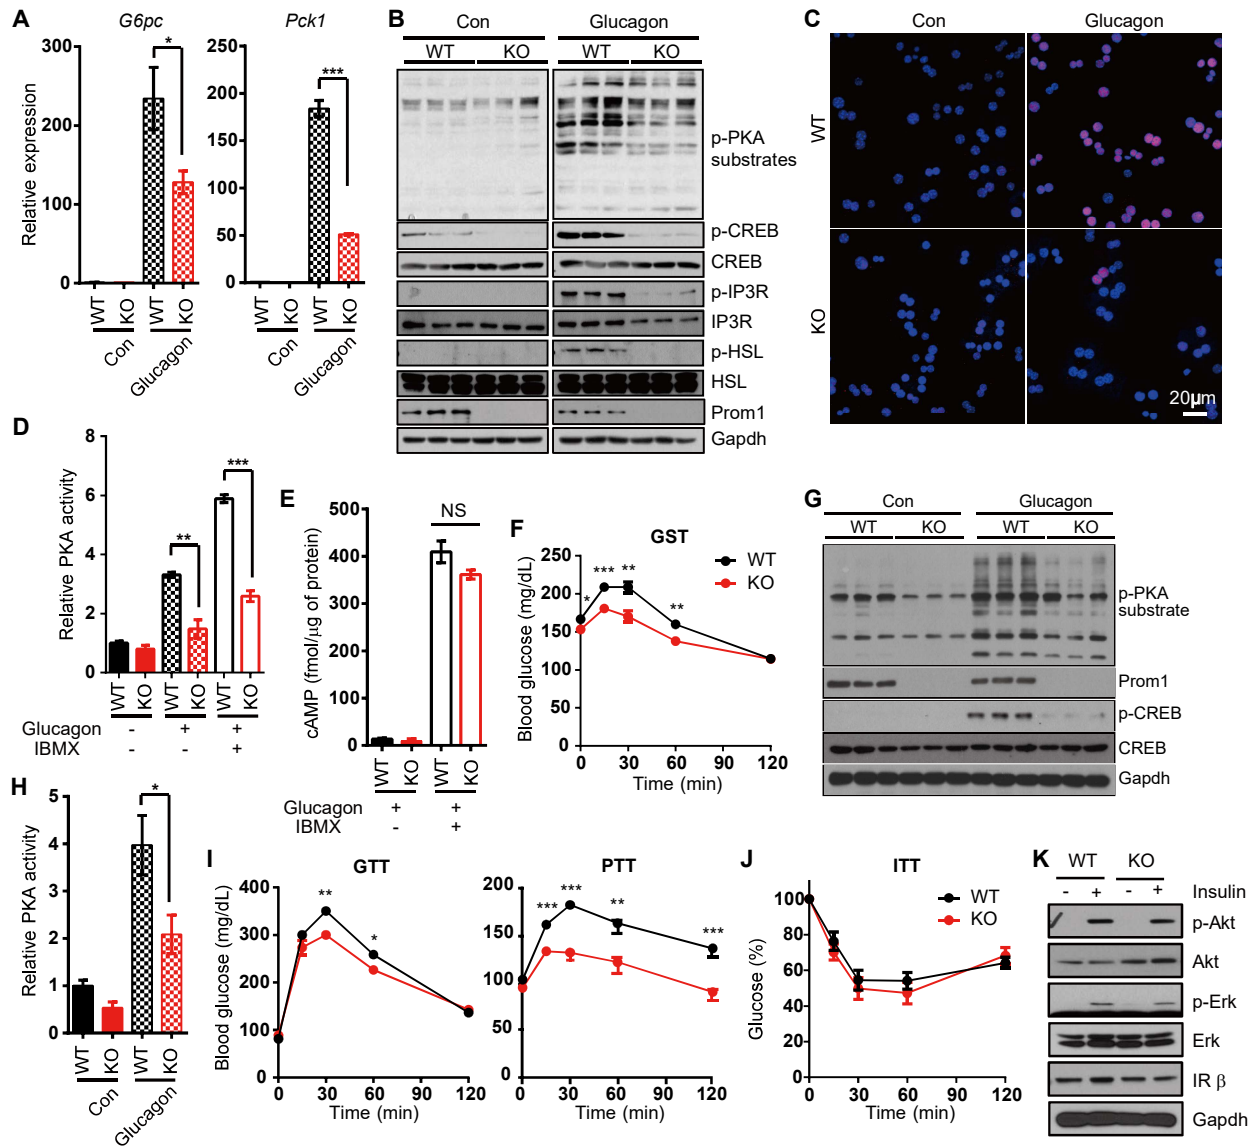 A
G6pc
Pck1
Relative expression
300
200
100
0
250
200
150
100
50
0
*
***
WT KO WT KO
Con Glucagon
WT KO WT KO
Con Glucagon
B
Con Glucagon
WT KO WT KO
p-PKA
substrates
p-CREB
CREB
p-IP3R
IP3R
p-HSL
HSL
Prom1
Gapdh
C
Con Glucagon
WT
KO
20μm
D
Relative PKA activity
8
6
4
2
0
**
***
WT KO WT KO WT KO
Glucagon - + +
IBMX - - +
E
cAMP (fmol/μg of protein)
500
400
300
200
100
0
NS
WT KO WT KO
Glucagon + +
IBMX - +
F
GST
Blood glucose (mg/dL)
250
200
150
100
50
0
* *** ** **
WT
KO
0 30 60 90 120
Time (min)
G
Con Glucagon
WT KO WT KO
p-PKA
substrate
Prom1
p-CREB
CREB
Gapdh
H
Relative PKA activity
5
4
3
2
1
0
*
WT KO WT KO
Con Glucagon
I
GTT
Blood glucose (mg/dL)
400
300
200
100
0
** *
0 30 60 90 120
Time (min)
PTT
200
150
100
50
0
*** *** ** ***
0 30 60 90 120
Time (min)
J
ITT
Glucose (%)
100
80
60
40
20
0
WT
KO
0 30 60 90 120
Time (min)
K
WT KO
- + - + Insulin
p-Akt
Akt
p-Erk
Erk
IR β
Gapdh